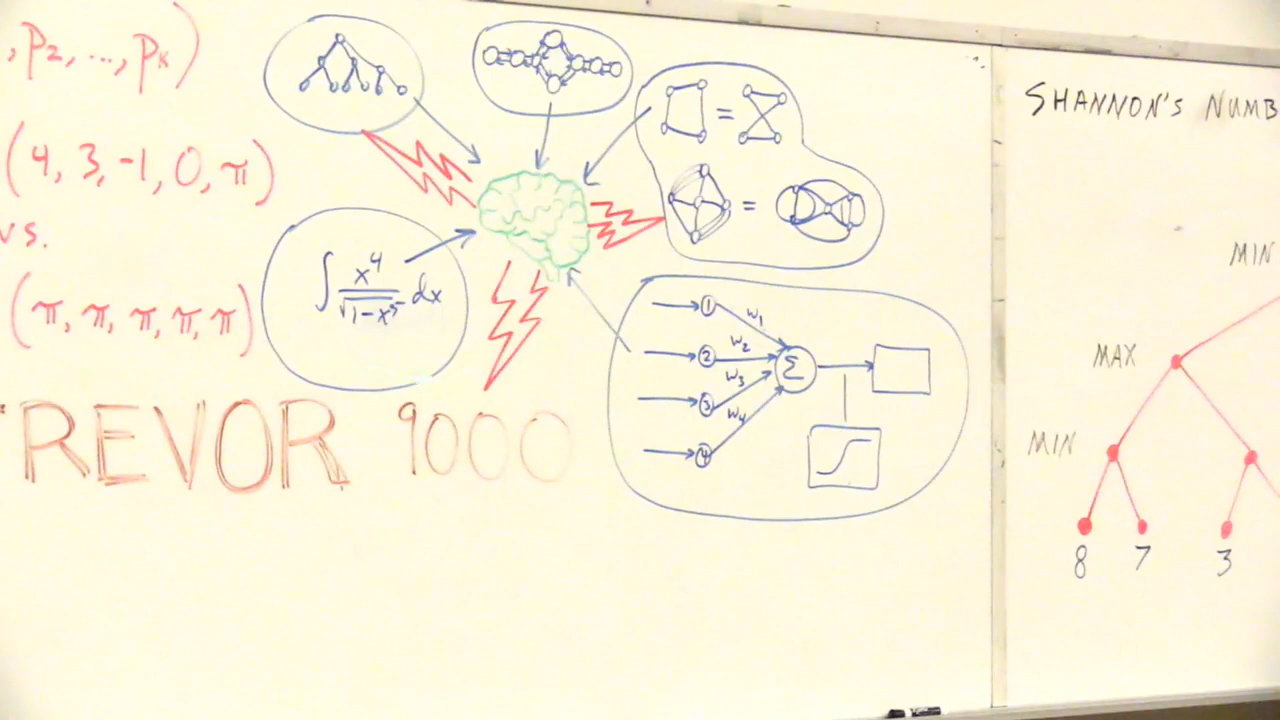 , p₂, ..., pₖ)
(4, 3, -1, 0, π)
vs.
(π, π, π, π, π)
REVOR 9000
=
=
∫ x⁴ / √(1-x⁵) dx
1
2
3
4
w₁
w₂
w₃
w₄
Σ
SHANNON'S NUMB
MIN
MAX
MIN
8 7 3